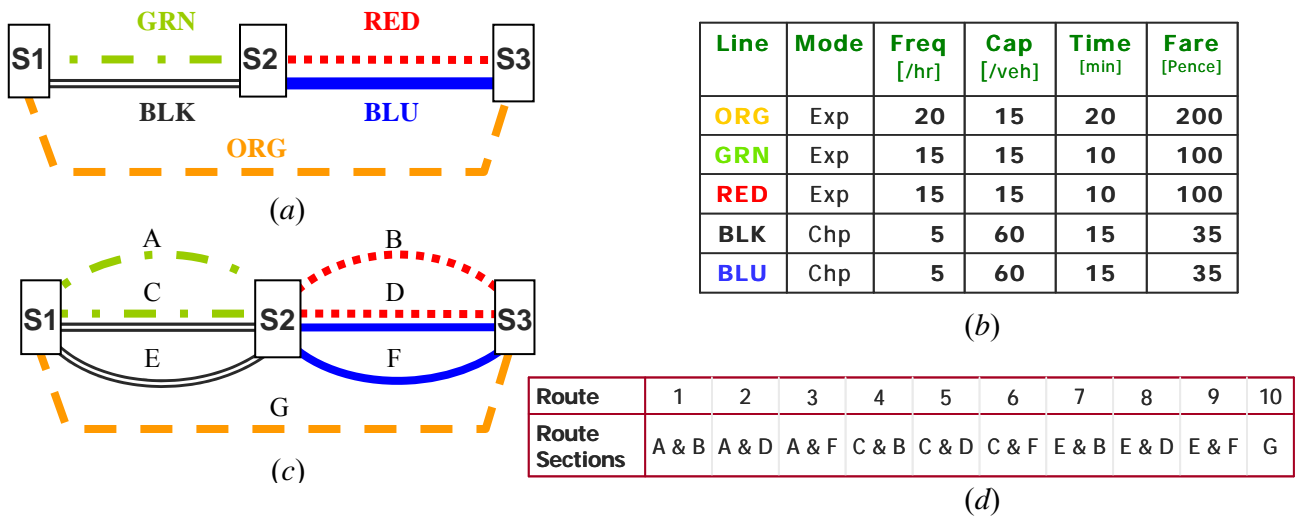 GRN RED
S1 S2 S3
BLK BLU
ORG
(a)
A B
C D
S1 S2 S3
E F
G
(c)
Line Mode Freq [/hr] Cap [/veh] Time [min] Fare [Pence]
ORG Exp 20 15 20 200
GRN Exp 15 15 10 100
RED Exp 15 15 10 100
BLK Chp 5 60 15 35
BLU Chp 5 60 15 35
(b)
Route 1 2 3 4 5 6 7 8 9 10
Route Sections A & B A & D A & F C & B C & D C & F E & B E & D E & F G
(d)